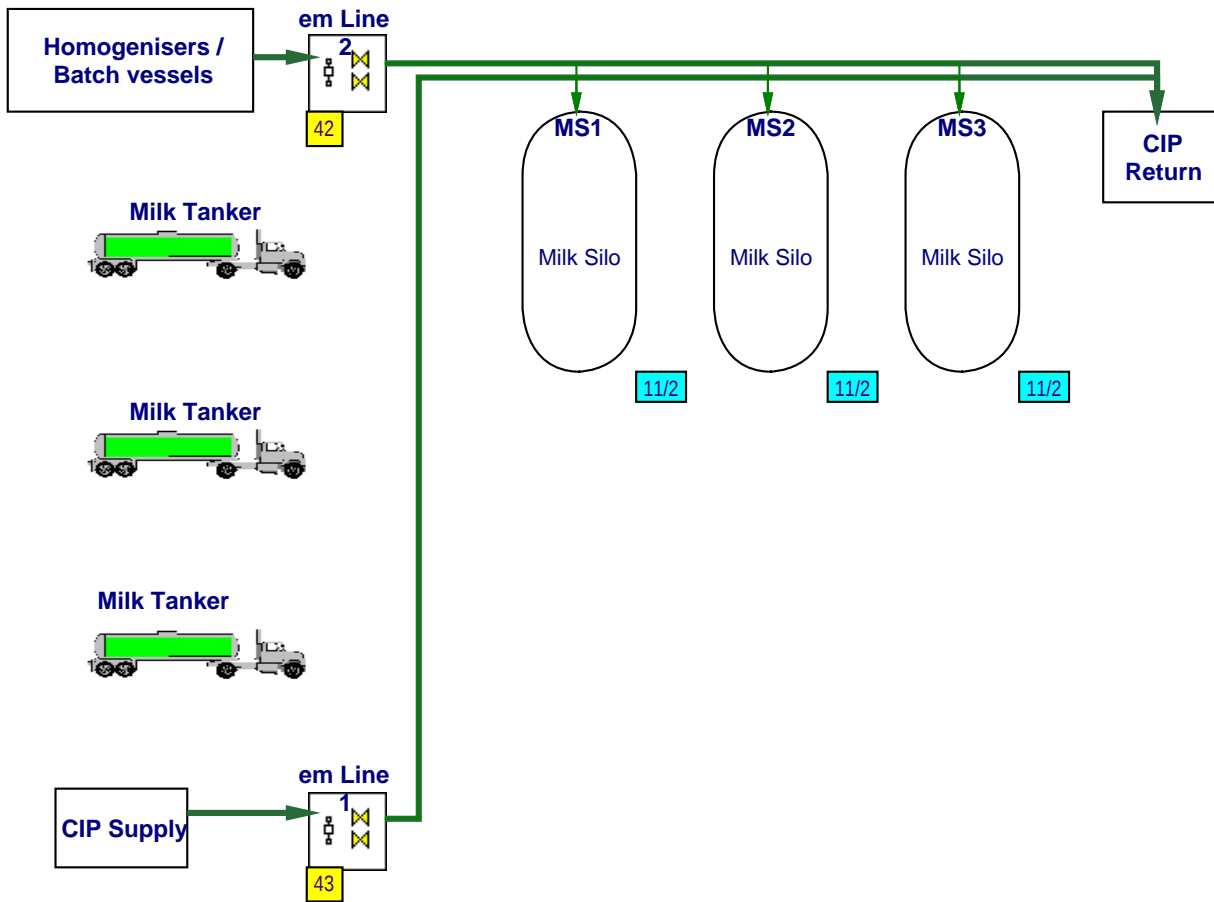 Homogenisers /
Batch vessels
em Line
2
42
MS1
MS2
MS3
CIP
Return
Milk Tanker
Milk Silo
Milk Silo
Milk Silo
11/2
11/2
11/2
Milk Tanker
Milk Tanker
em Line
1
CIP Supply
43